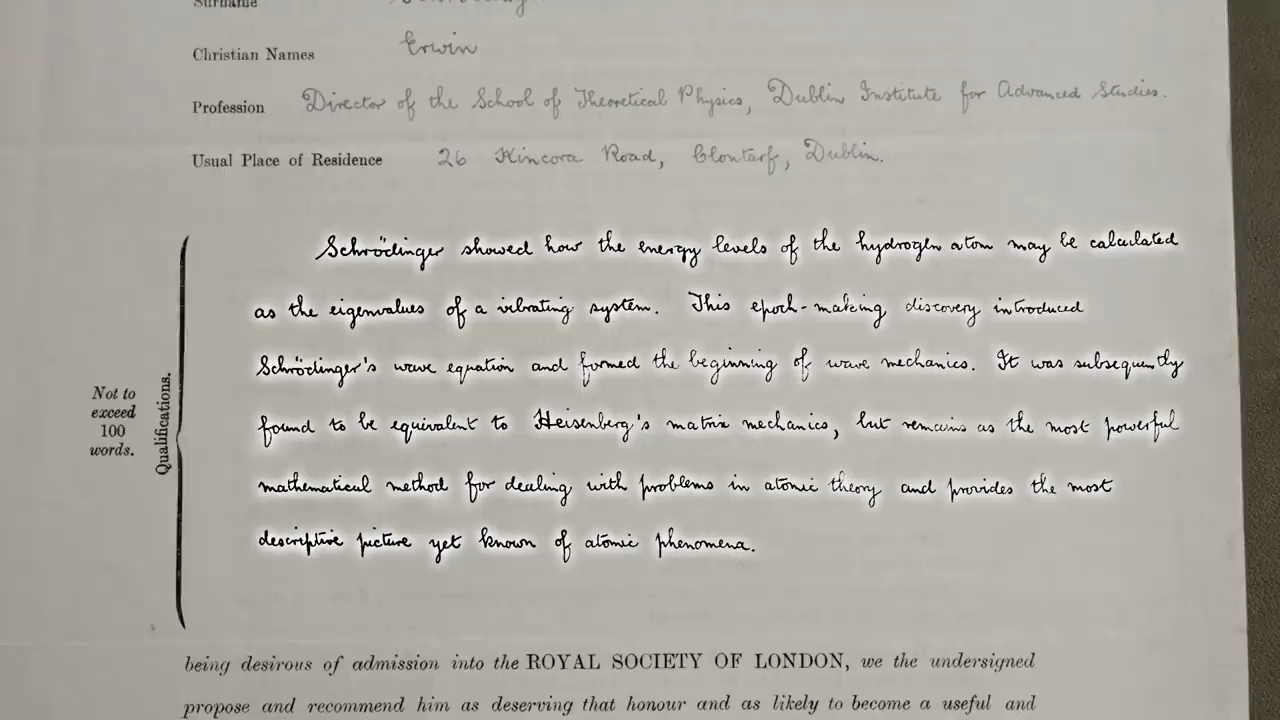 Surname
Christian Names Erwin
Profession Director of the School of Theoretical Physics, Dublin Institute for Advanced Studies.
Usual Place of Residence 26 Kincora Road, Clontarf, Dublin.
Schrödinger showed how the energy levels of the hydrogen atom may be calculated
as the eigenvalues of a vibrating system. This epoch-making discovery introduced
Schrödinger's wave equation and formed the beginning of wave mechanics. It was subsequently
found to be equivalent to Heisenberg's matrix mechanics, but remains as the most powerful
mathematical method for dealing with problems in atomic theory and provides the most
descriptive picture yet known of atomic phenomena.
Not to
exceed
100
words.
Qualifications.
being desirous of admission into the ROYAL SOCIETY OF LONDON, we the undersigned
propose and recommend him as deserving that honour and as likely to become a useful and